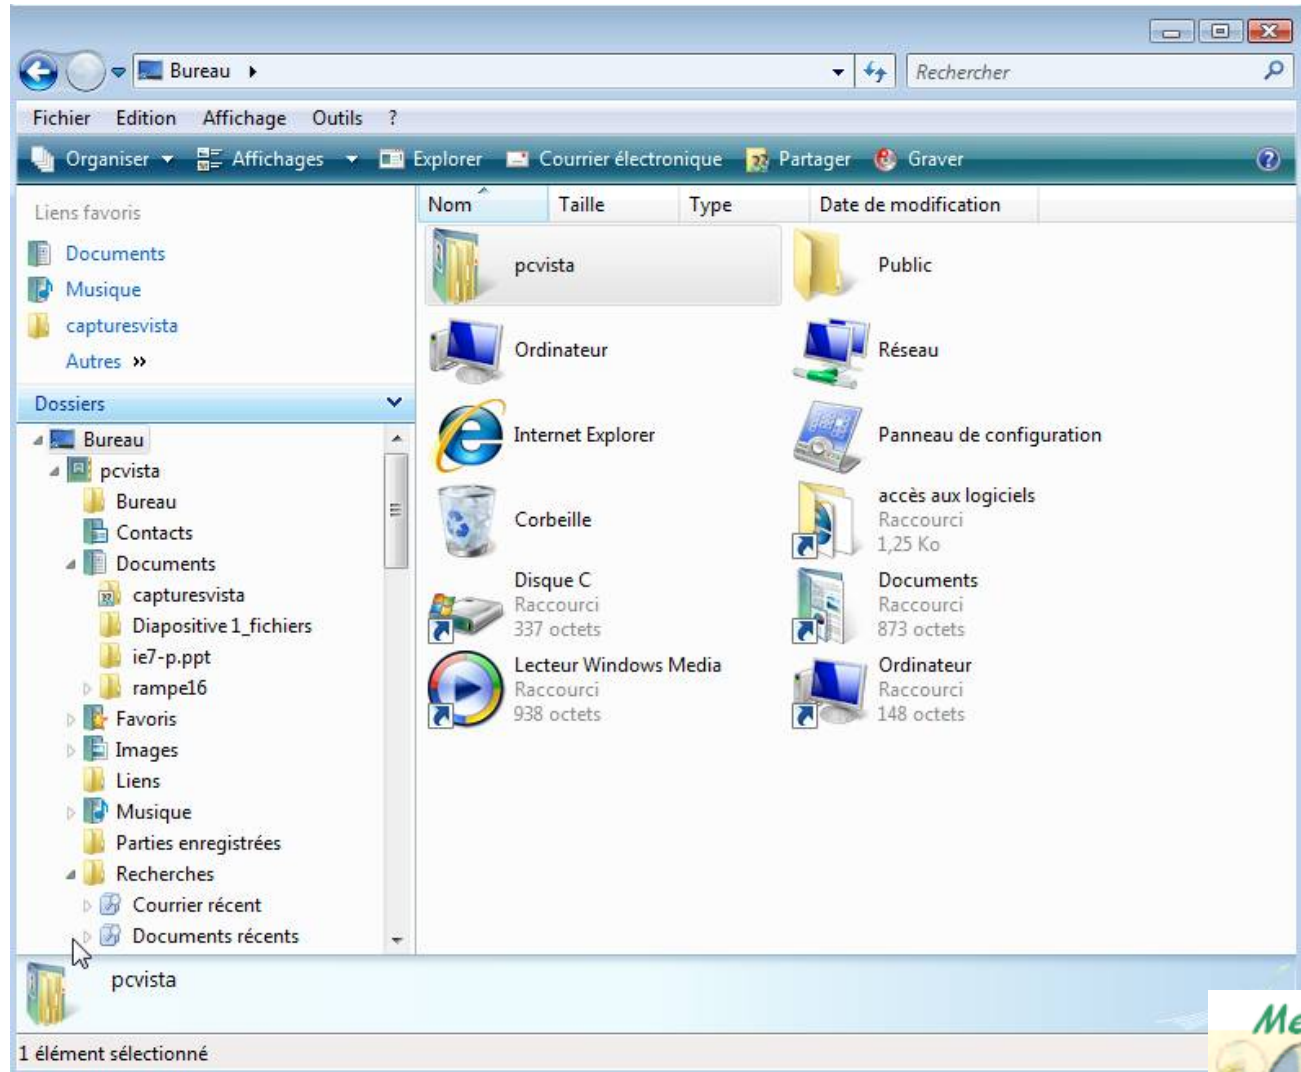 Bureau
Rechercher
Fichier Edition Affichage Outils ?
Organiser Affichages Explorer Courrier électronique Partager Graver ?
Liens favoris
Documents
Musique
capturesvista
Autres »
Dossiers
Bureau
pcvista
Bureau
Contacts
Documents
capturesvista
Diapositive 1_fichiers
ie7-p.ppt
rampe16
Favoris
Images
Liens
Musique
Parties enregistrées
Recherches
Courrier récent
Documents récents
Nom Taille Type Date de modification
pcvista
Public
Ordinateur
Réseau
Internet Explorer
Panneau de configuration
Corbeille
accès aux logiciels
Raccourci
1,25 Ko
Disque C
Raccourci
337 octets
Documents
Raccourci
873 octets
Lecteur Windows Media
Raccourci
938 octets
Ordinateur
Raccourci
148 octets
pcvista
1 élément sélectionné